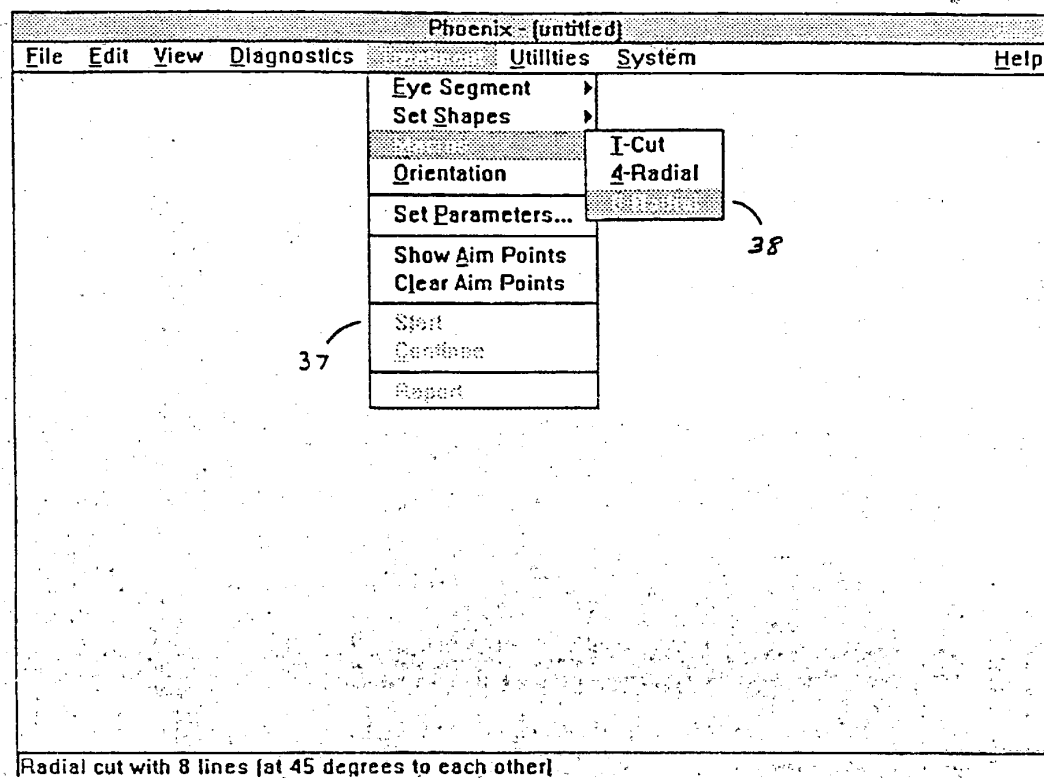 Phoenix - (untitled)
File Edit View Diagnostics Utilities System Help
Eye Segment
Set Shapes
Orientation
Set Parameters...
Show Aim Points
Clear Aim Points
Start
Continue
Report
T-Cut
4-Radial
38
37
Radial cut with 8 lines (at 45 degrees to each other)